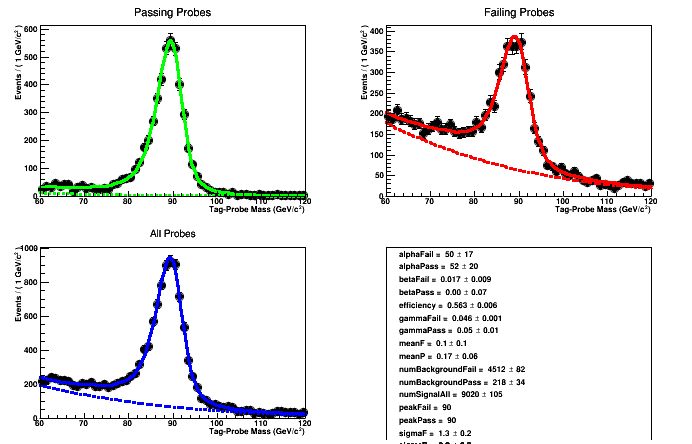 Passing Probes
Events / ( 1 GeV/c² )
600
500
400
300
200
100
0
60 70 80 90 100 110 120
Tag-Probe Mass (GeV/c²)
Failing Probes
Events / ( 1 GeV/c² )
400
350
300
250
200
150
100
50
60 70 80 90 100 110 120
Tag-Probe Mass (GeV/c²)
All Probes
Events / ( 1 GeV/c² )
1000
800
600
400
200
0
60 70 80 90 100 110 120
Tag-Probe Mass (GeV/c²)
alphaFail = 50 ± 17
alphaPass = 52 ± 20
betaFail = 0.017 ± 0.009
betaPass = 0.00 ± 0.07
efficiency = 0.563 ± 0.006
gammaFail = 0.046 ± 0.001
gammaPass = 0.05 ± 0.01
meanF = 0.1 ± 0.1
meanP = 0.17 ± 0.06
numBackgroundFail = 4512 ± 82
numBackgroundPass = 218 ± 34
numSignalAll = 9020 ± 105
peakFail = 90
peakPass = 90
sigmaF = 1.3 ± 0.2